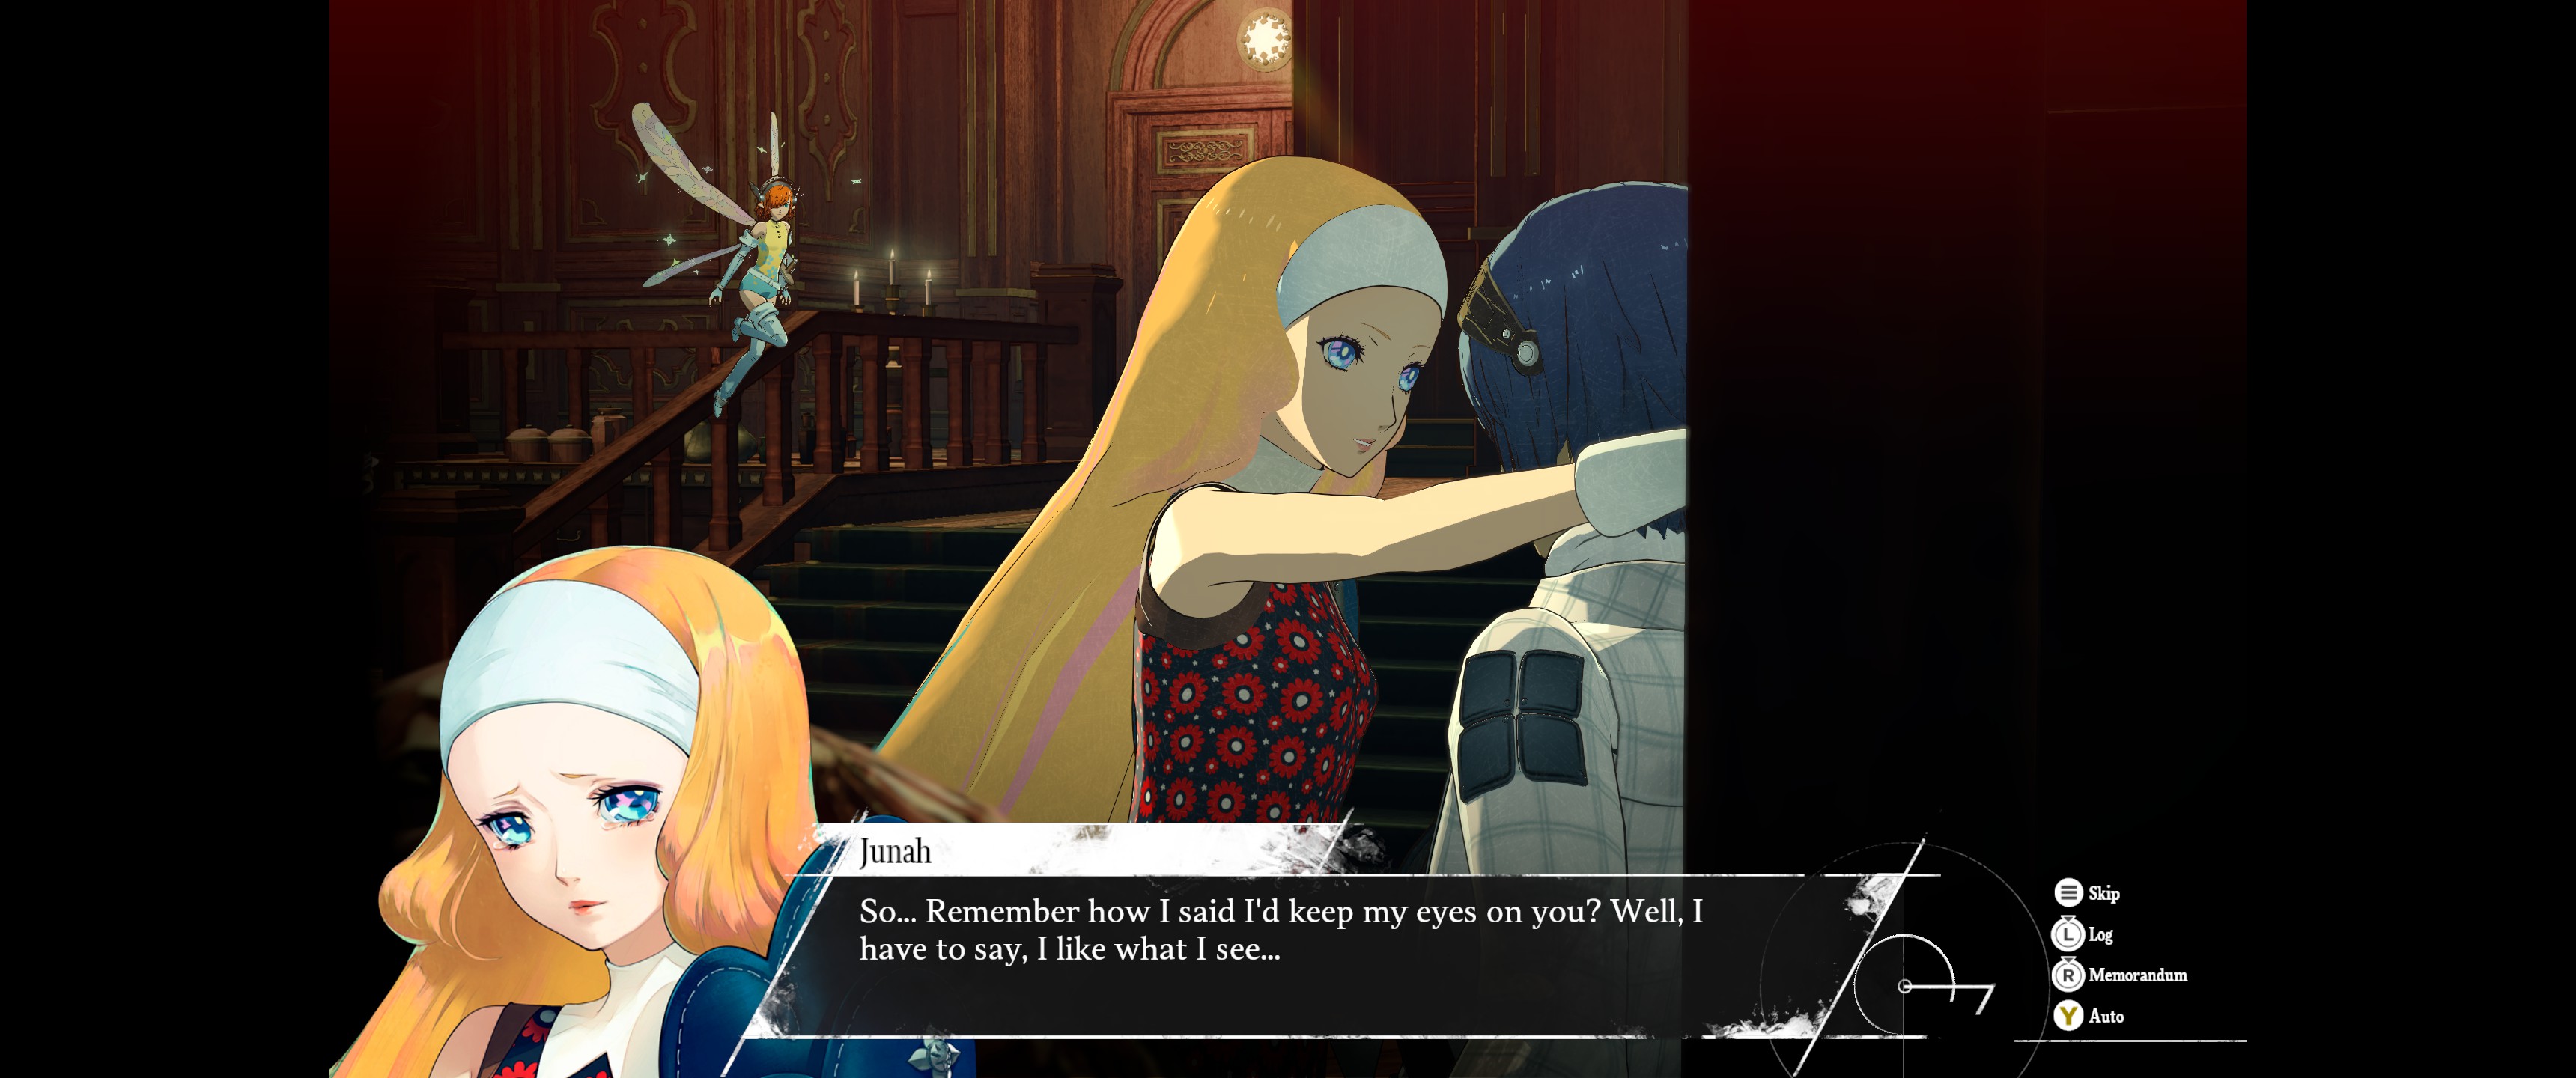 Junah
So... Remember how I said I'd keep my eyes on you? Well, I
have to say, I like what I see...
Skip
L Log
R Memorandum
Y Auto